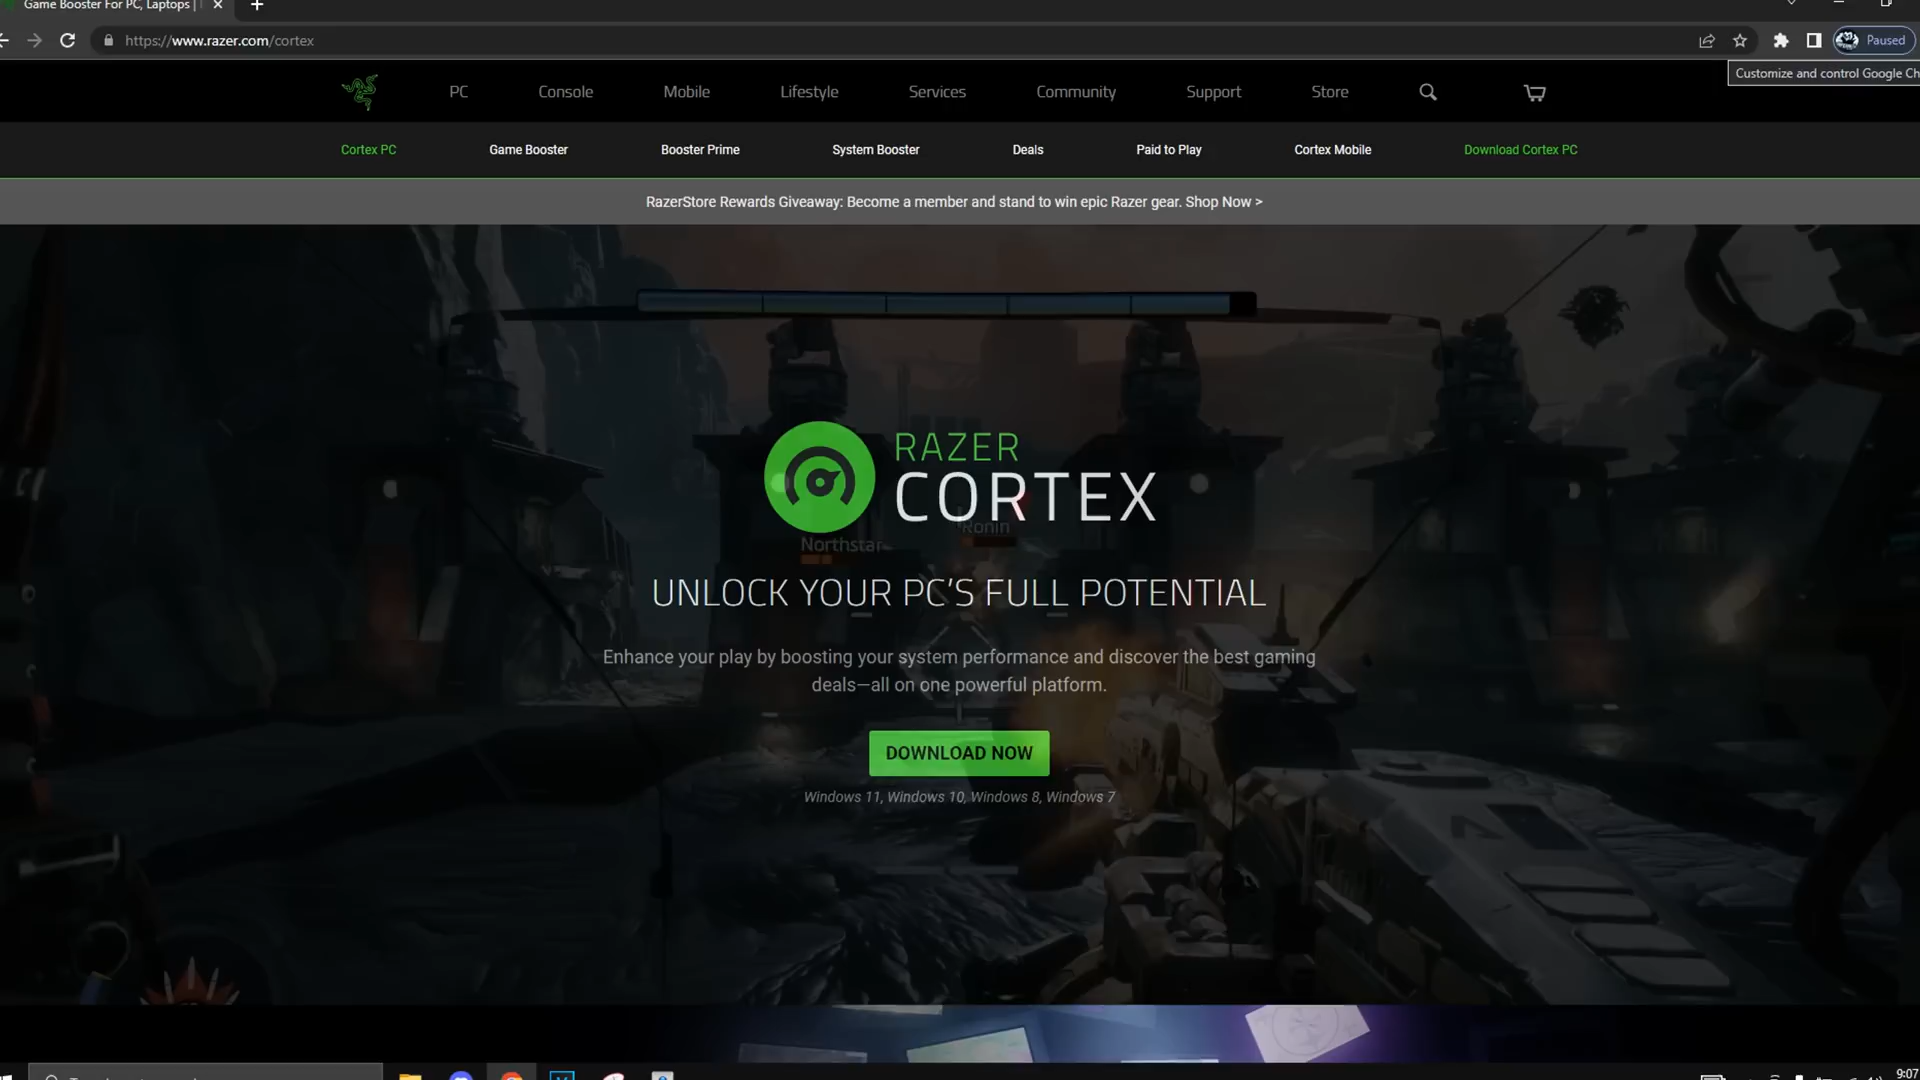 Game Booster For PC, Laptops |
https://www.razer.com/cortex
Paused
Customize and control Google Ch
PC
Console
Mobile
Lifestyle
Services
Community
Support
Store
Cortex PC
Game Booster
Booster Prime
System Booster
Deals
Paid to Play
Cortex Mobile
Download Cortex PC
RazerStore Rewards Giveaway: Become a member and stand to win epic Razer gear. Shop Now >
RAZER
CORTEX
Ronin
Northstar
UNLOCK YOUR PC'S FULL POTENTIAL
Enhance your play by boosting your system performance and discover the best gaming
deals—all on one powerful platform.
DOWNLOAD NOW
Windows 11, Windows 10, Windows 8, Windows 7
9:07